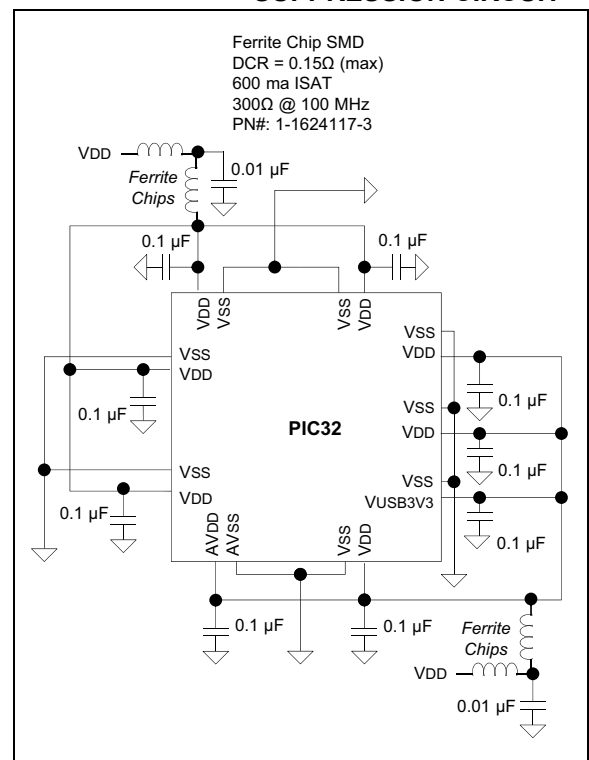 Ferrite Chip SMD
DCR = 0.15Ω (max)
600 ma ISAT
300Ω @ 100 MHz
PN#: 1-1624117-3
VDD
0.01 µF
Ferrite
Chips
0.1 µF
0.1 µF
VDD
VSS
VSS
VDD
VSS
VDD
VSS
VDD
0.1 µF
0.1 µF
VSS
VDD
PIC32
VSS
VDD
0.1 µF
VSS
VDD
0.1 µF
VSS
VUSB3V3
0.1 µF
AVDD
AVSS
VSS
VDD
0.1 µF
0.1 µF
Ferrite
Chips
VDD
0.01 µF